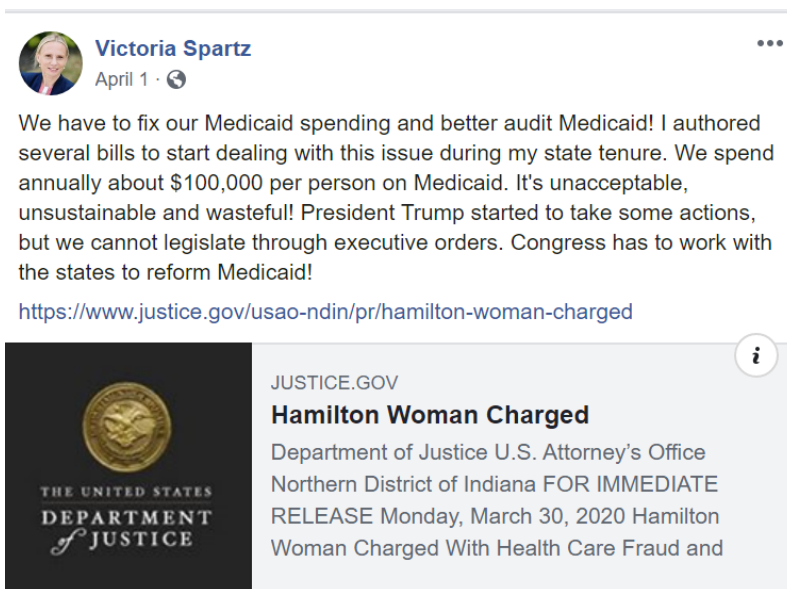 Victoria Spartz
April 1 ·
We have to fix our Medicaid spending and better audit Medicaid! I authored
several bills to start dealing with this issue during my state tenure. We spend
annually about $100,000 per person on Medicaid. It's unacceptable,
unsustainable and wasteful! President Trump started to take some actions,
but we cannot legislate through executive orders. Congress has to work with
the states to reform Medicaid!
https://www.justice.gov/usao-ndin/pr/hamilton-woman-charged
i
THE UNITED STATES
DEPARTMENT
of JUSTICE
JUSTICE.GOV
Hamilton Woman Charged
Department of Justice U.S. Attorney’s Office
Northern District of Indiana FOR IMMEDIATE
RELEASE Monday, March 30, 2020 Hamilton
Woman Charged With Health Care Fraud and